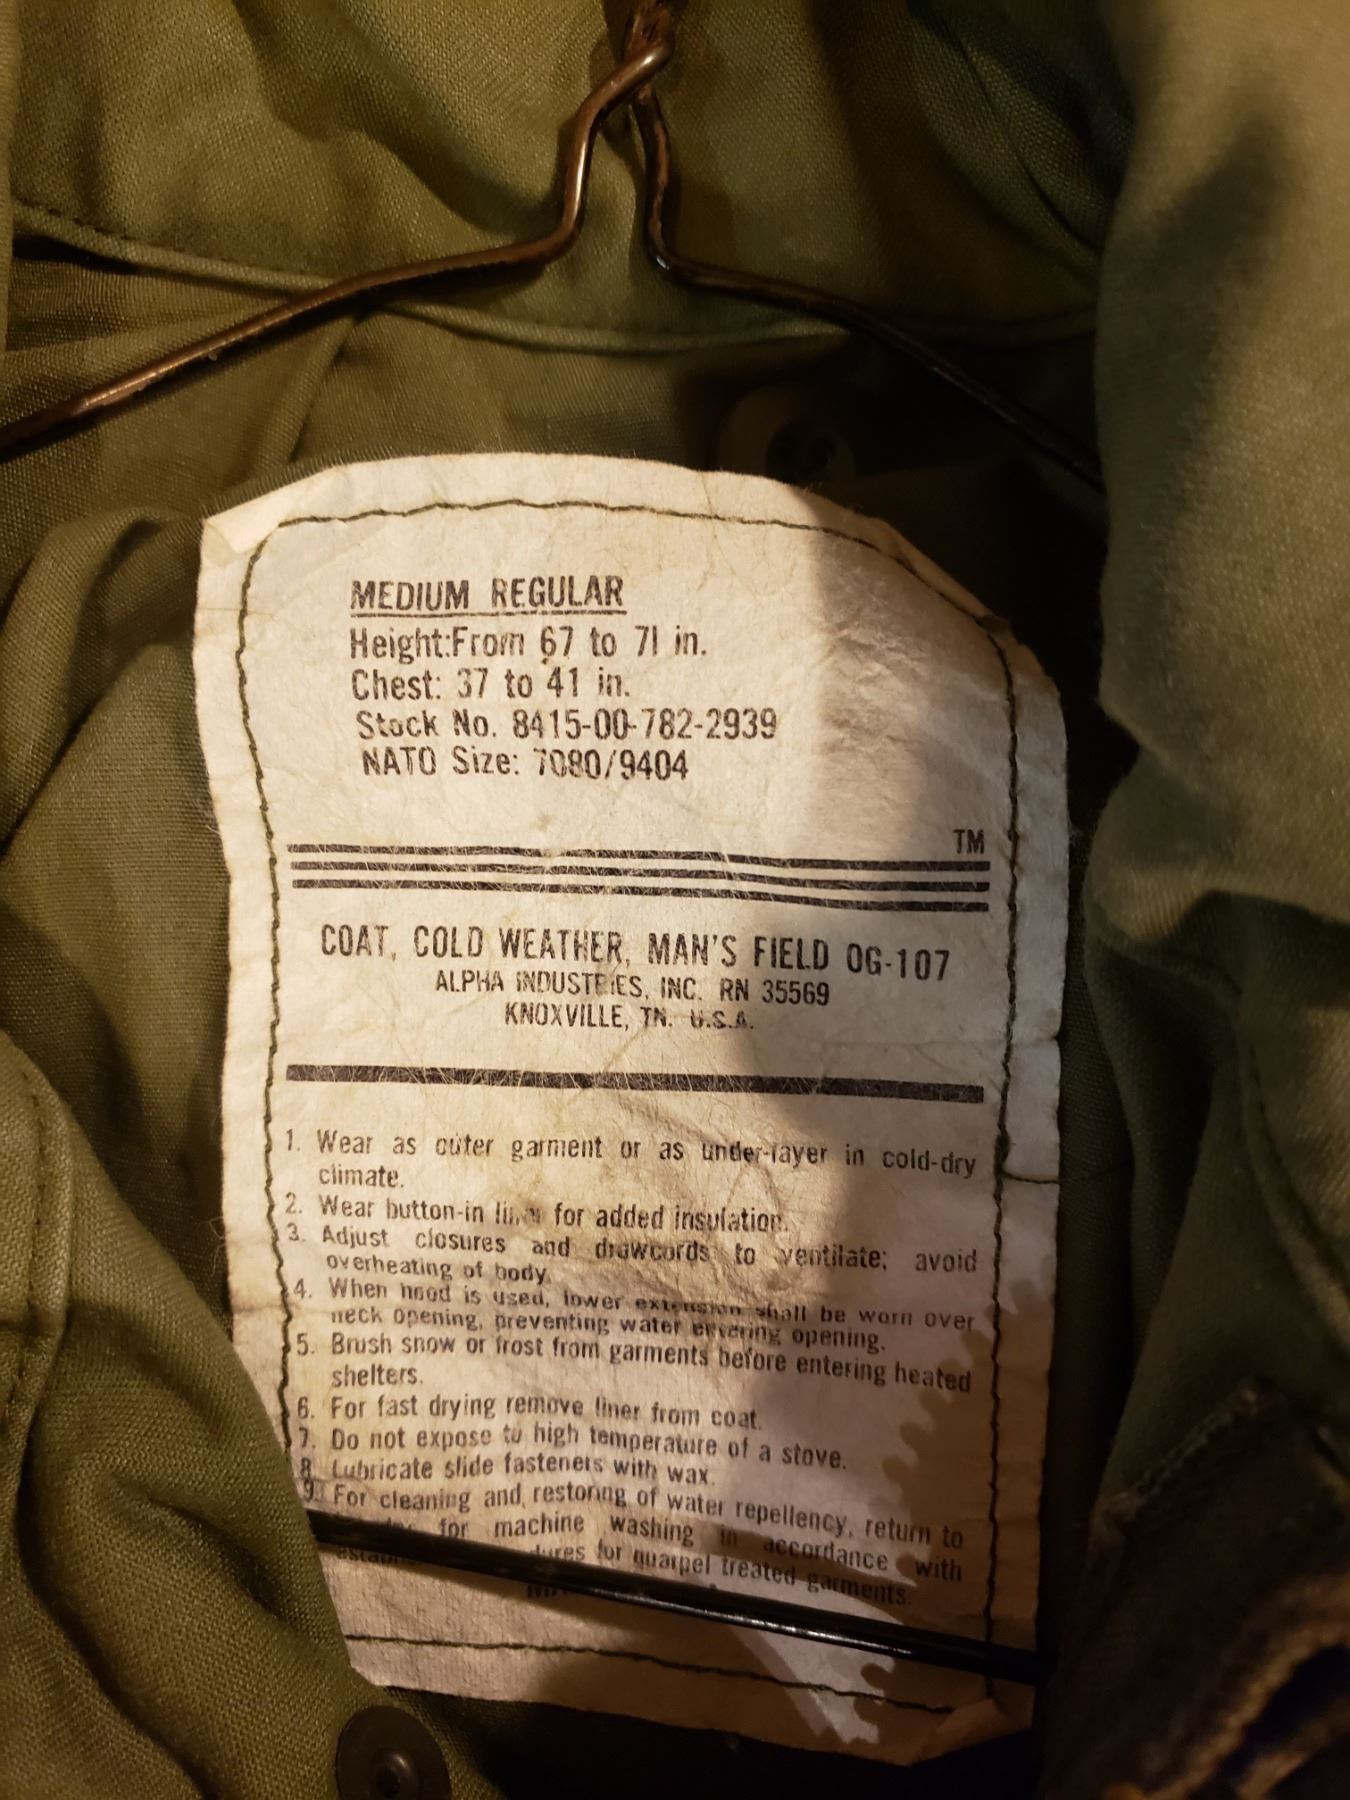 MEDIUM REGULAR
Height:From 67 to 71 in.
Chest: 37 to 41 in.
Stock No. 8415-00-782-2939
NATO Size: 7080/9404
TM
COAT, COLD WEATHER, MAN'S FIELD OG-107
ALPHA INDUSTRIES, INC. RN 35569
KNOXVILLE, TN. U.S.A.
1. Wear as outer garment or as under-layer in cold-dry
climate.
2. Wear button-in liner for added insulation.
3. Adjust closures and drawcords to ventilate; avoid
overheating of body.
4. When hood is used, lower extension shall be worn over
neck opening, preventing water entering opening.
5. Brush snow or frost from garments before entering heated
shelters.
6. For fast drying remove liner from coat.
7. Do not expose to high temperature of a stove.
8. Lubricate slide fasteners with wax.
9. For cleaning and restoring of water repellency, return to
for machine washing in accordance with
for quarpel treated garments.